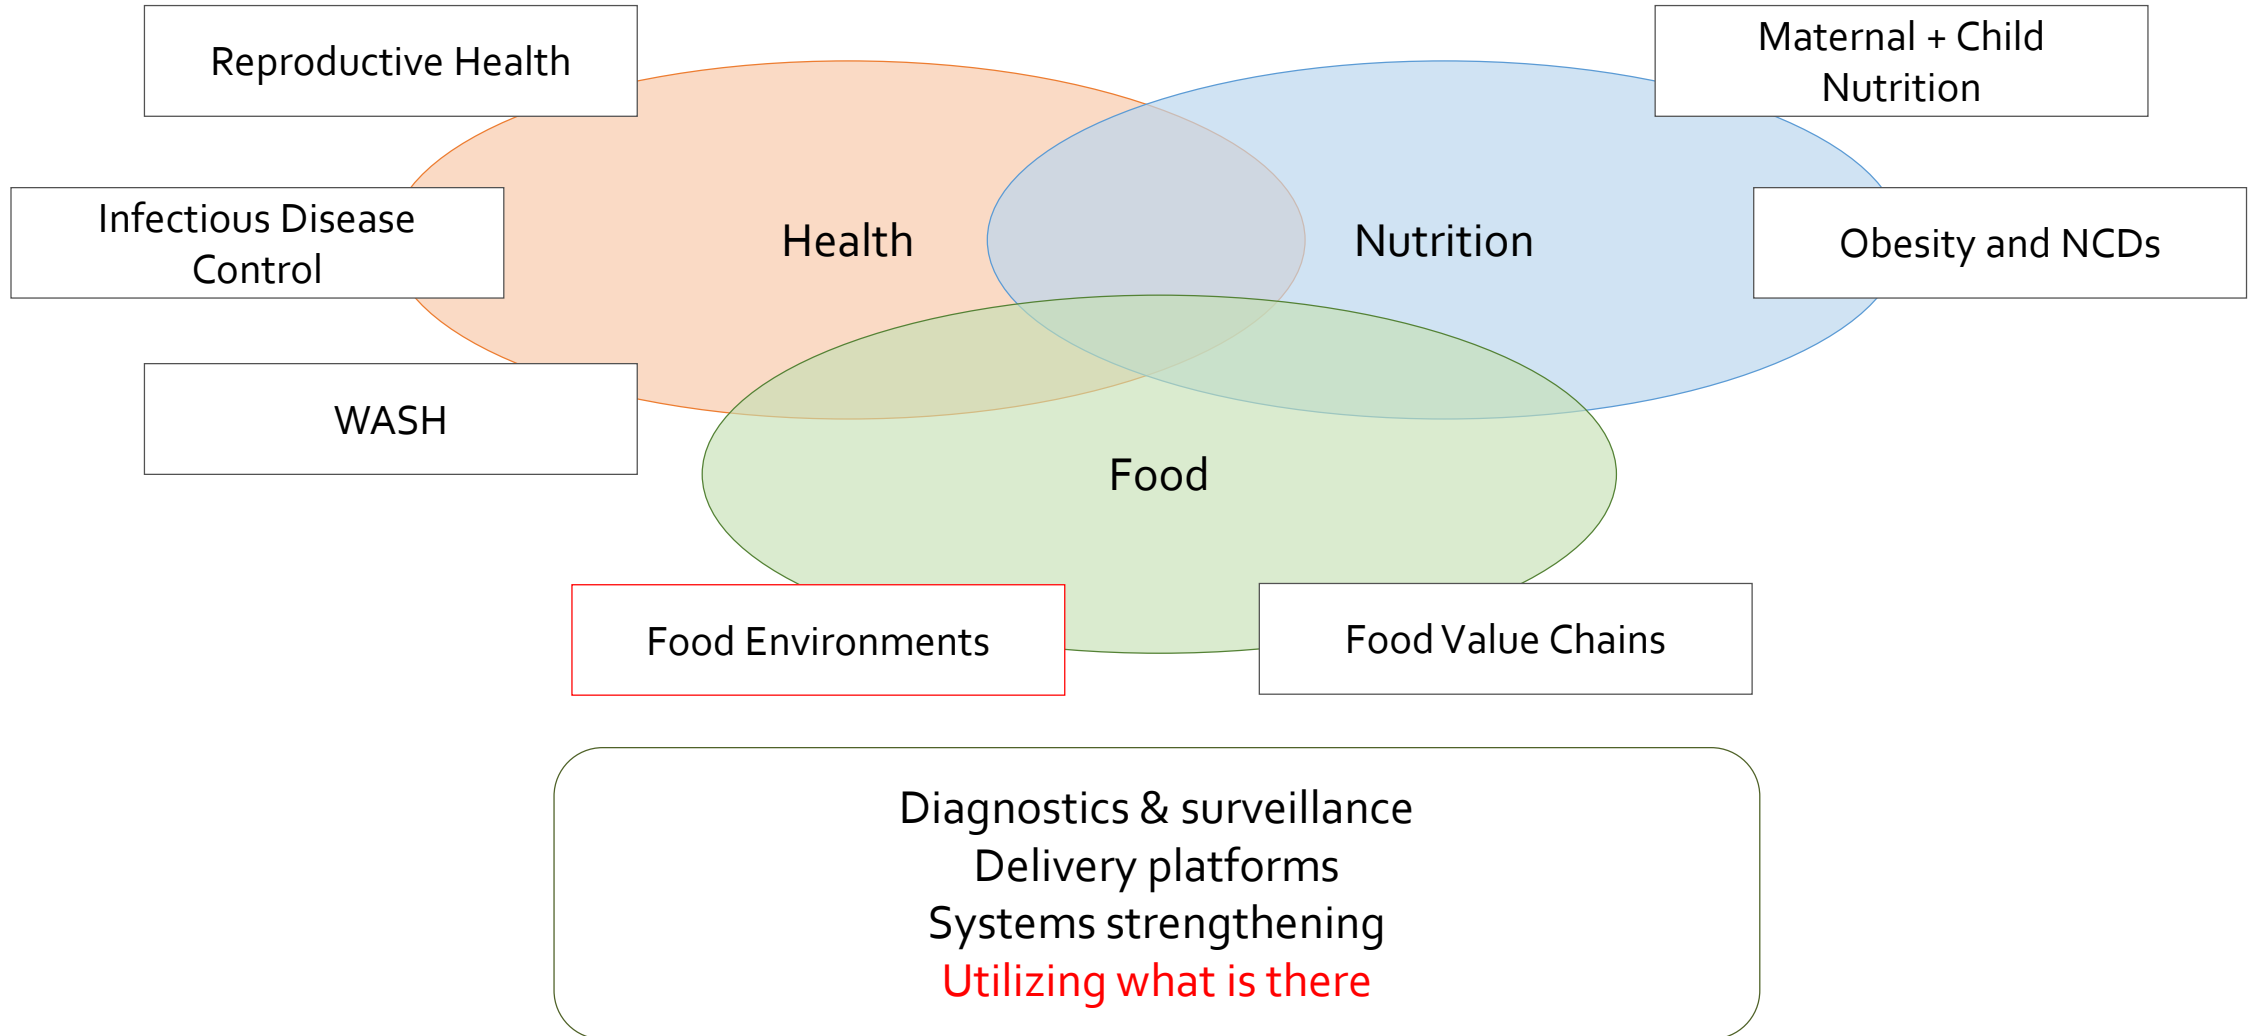 Reproductive Health
Maternal + Child
Nutrition
Infectious Disease
Control
Health
Nutrition
Obesity and NCDs
WASH
Food
Food Environments
Food Value Chains
Diagnostics & surveillance
Delivery platforms
Systems strengthening
Utilizing what is there